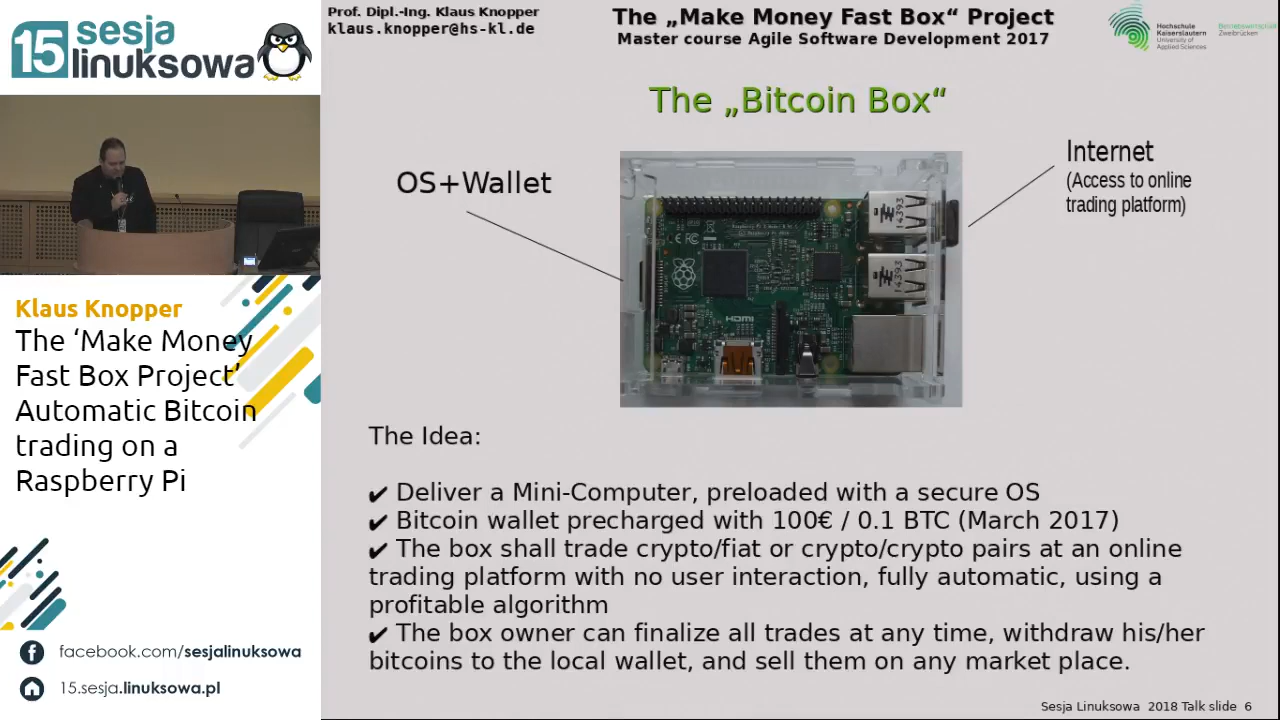 15 sesja
linuksowa
Klaus Knopper
The ‘Make Money
Fast Box Project’
Automatic Bitcoin
trading on a
Raspberry Pi
facebook.com/sesjalinuksowa
15.sesja.linuksowa.pl
Prof. Dipl.-Ing. Klaus Knopper
klaus.knopper@hs-kl.de
The „Make Money Fast Box“ Project
Master course Agile Software Development 2017
Hochschule
Kaiserslautern
University of
Applied Sciences
Betriebswirtschaft
Zweibrücken
The „Bitcoin Box“
OS+Wallet
Internet
(Access to online
trading platform)
14393
14393
HDMI
The Idea:
✔ Deliver a Mini-Computer, preloaded with a secure OS
✔ Bitcoin wallet precharged with 100€ / 0.1 BTC (March 2017)
✔ The box shall trade crypto/fiat or crypto/crypto pairs at an online
trading platform with no user interaction, fully automatic, using a
profitable algorithm
✔ The box owner can finalize all trades at any time, withdraw his/her
bitcoins to the local wallet, and sell them on any market place.
Sesja Linuksowa 2018 Talk slide 6